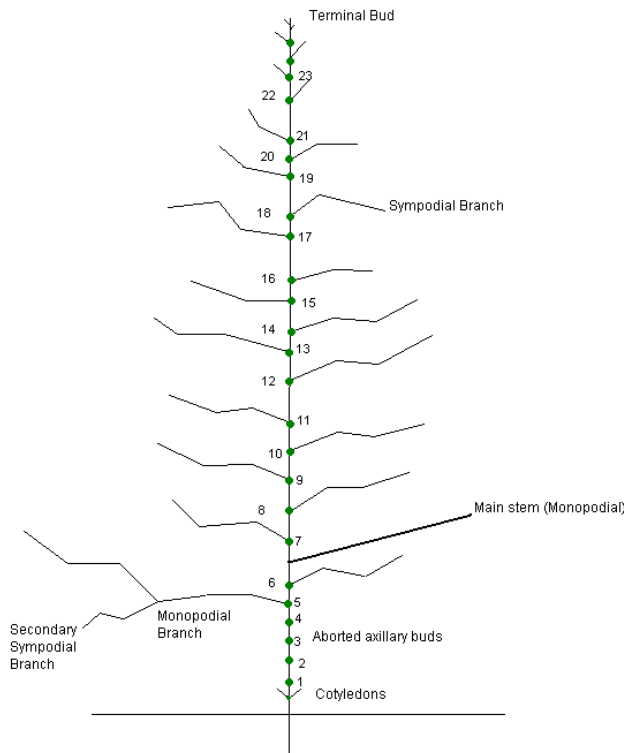 Terminal Bud
23
22
21
20
19
18
Sympodial Branch
17
16
15
14
13
12
11
10
9
8
Main stem (Monopodial)
7
6
5
Monopodial
Branch
Secondary
Sympodial
Branch
4
Aborted axillary buds
3
2
1
Cotyledons